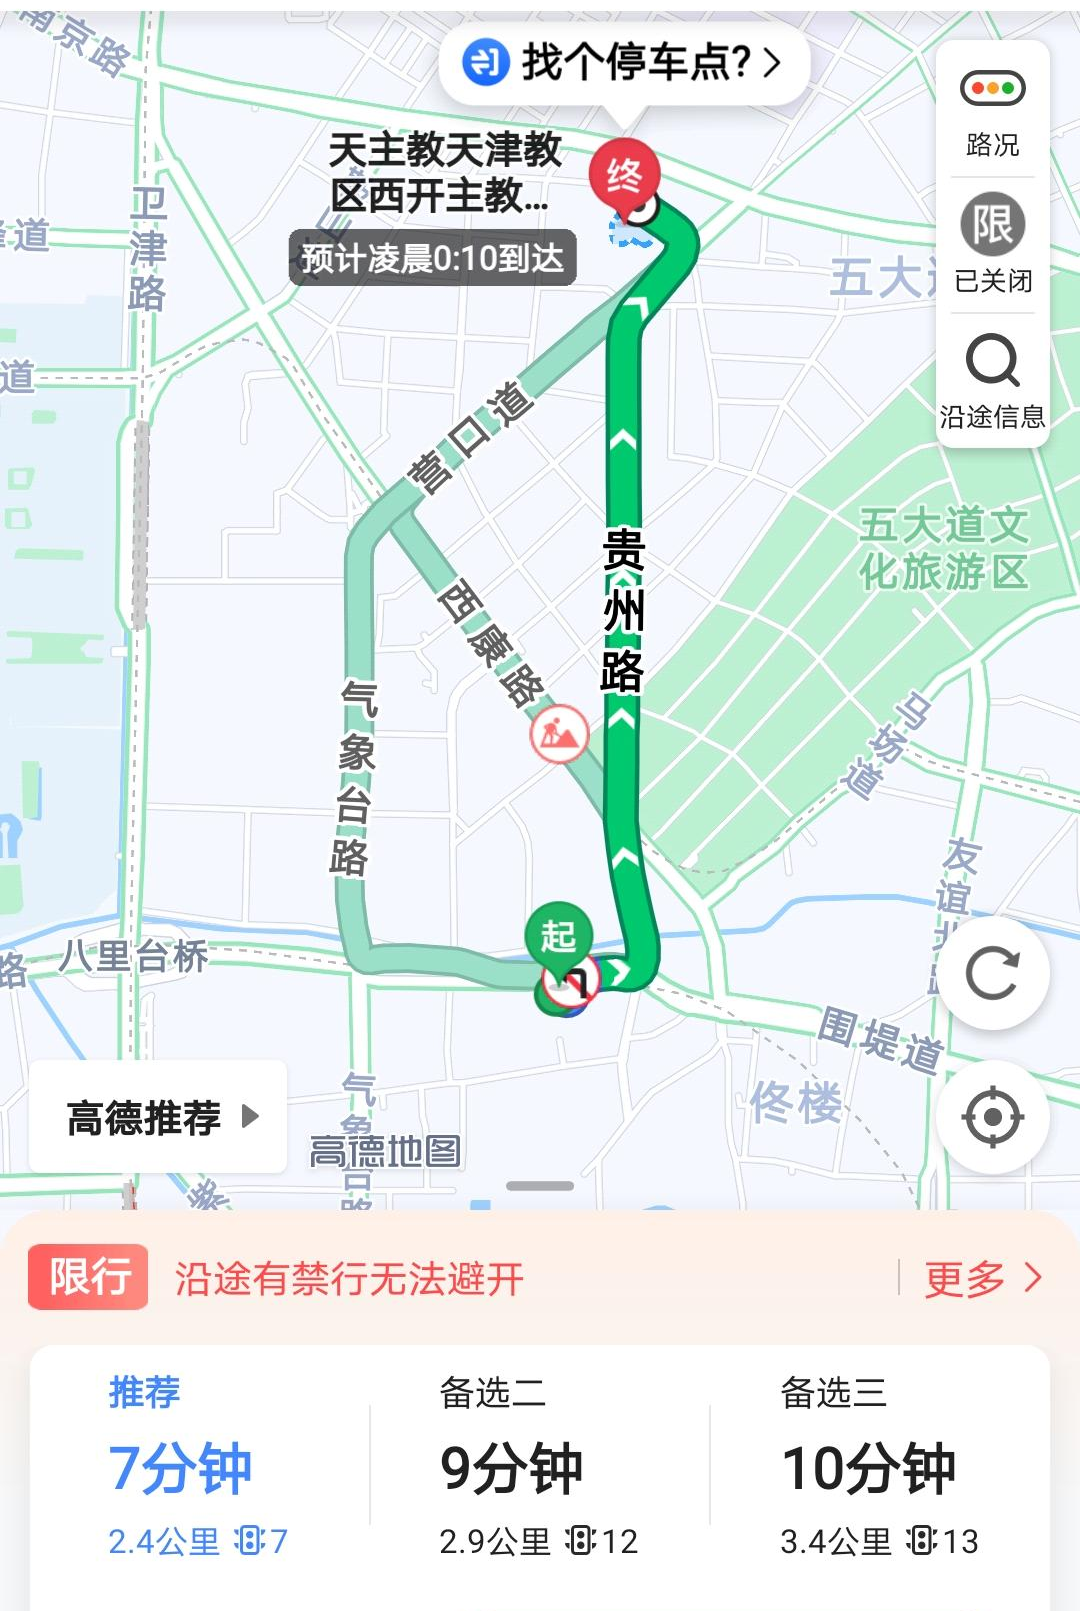 南京路
找个停车点?
终
天主教天津教
区西开主教...
预计凌晨0:10到达
路况
限
已关闭
沿途信息
卫津路
道
道
五大
营口道
五大道文
化旅游区
贵州路
西康路
气象台路
马场道
友谊北路
起
八里台桥
路
围堤道
佟楼
高德推荐
气象台路
高德地图
紫
限行
沿途有禁行无法避开
更多
推荐
备选二
备选三
7分钟
9分钟
10分钟
2.4公里 7
2.9公里 12
3.4公里 13